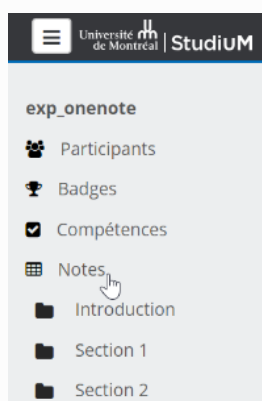 Université
de Montréal
StudiUM
exp_onenote
Participants
Badges
Compétences
Notes
Introduction
Section 1
Section 2